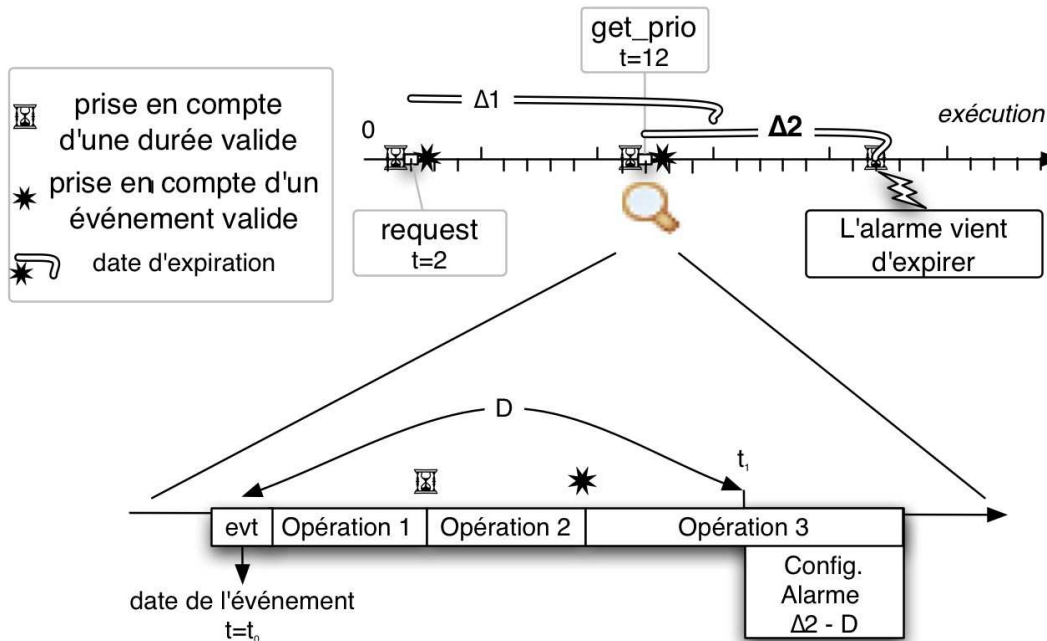 get_prio
t=12
prise en compte
d'une durée valide
prise en compte d'un
événement valide
date d'expiration
Δ1
0
Δ2
exécution
request
t=2
L'alarme vient
d'expirer
D
t₁
evt
Opération 1
Opération 2
Opération 3
date de l'événement
t=t₀
Config.
Alarme
Δ2 - D